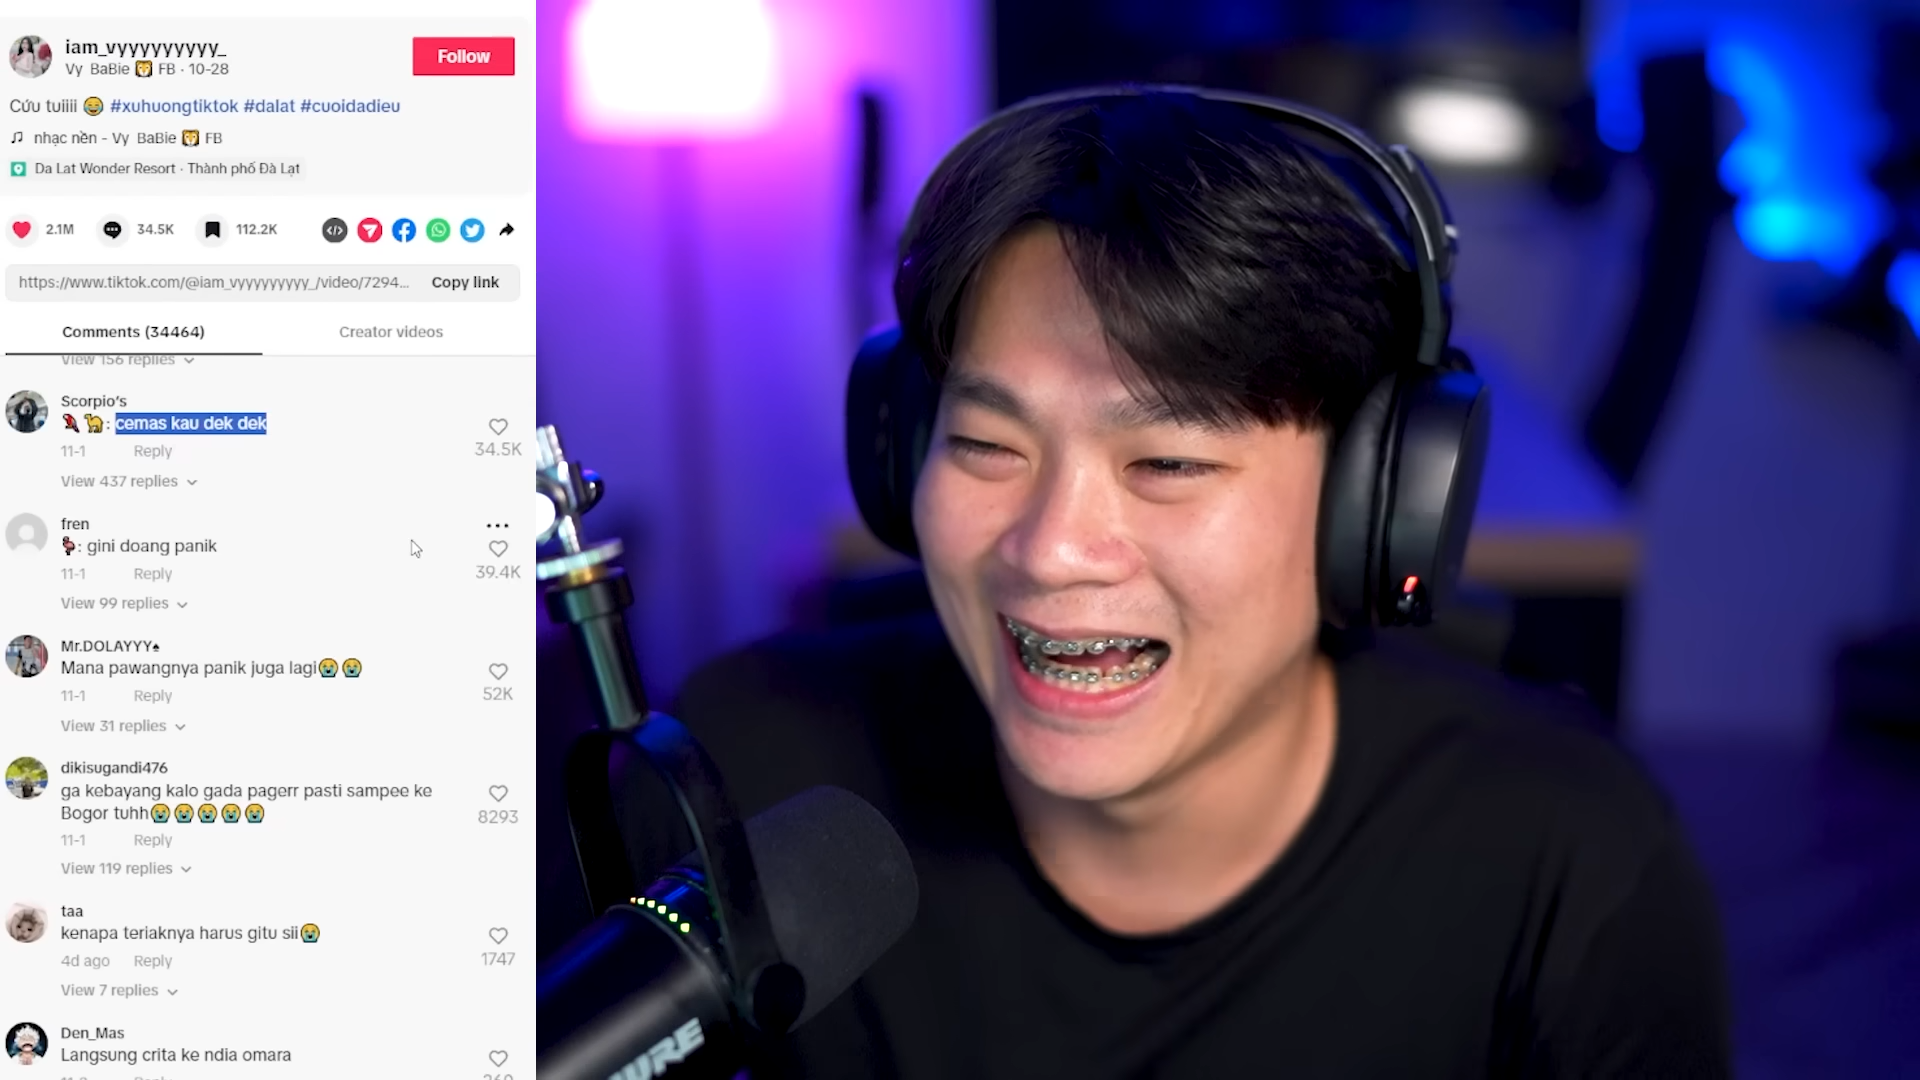 iam_vyyyyyyyyyy_
Vy BaBie 🐯 FB · 10-28
Follow
Cứu tuiiii 😂 #xuhuongtiktok #dalat #cuoidadieu
nhạc nền - Vy BaBie 🐯 FB
Da Lat Wonder Resort · Thành phố Đà Lạt
2.1M 34.5K 112.2K
https://www.tiktok.com/@iam_vyyyyyyyyyy_/video/7294... Copy link
Comments (34464) Creator videos
View 156 replies
Scorpio's
🦜🐪: cemas kau dek dek
34.5K
11-1 Reply
View 437 replies
fren
🦤: gini doang panik
39.4K
11-1 Reply
View 99 replies
Mr.DOLAYYY♠
Mana pawangnya panik juga lagi😭😭
52K
11-1 Reply
View 31 replies
dikisugandi476
ga kebayang kalo gada pagerr pasti sampee ke
Bogor tuhh😭😭😭😭😭
8293
11-1 Reply
View 119 replies
taa
kenapa teriaknya harus gitu sii😭
1747
4d ago Reply
View 7 replies
Den_Mas
Langsung crita ke ndia omara